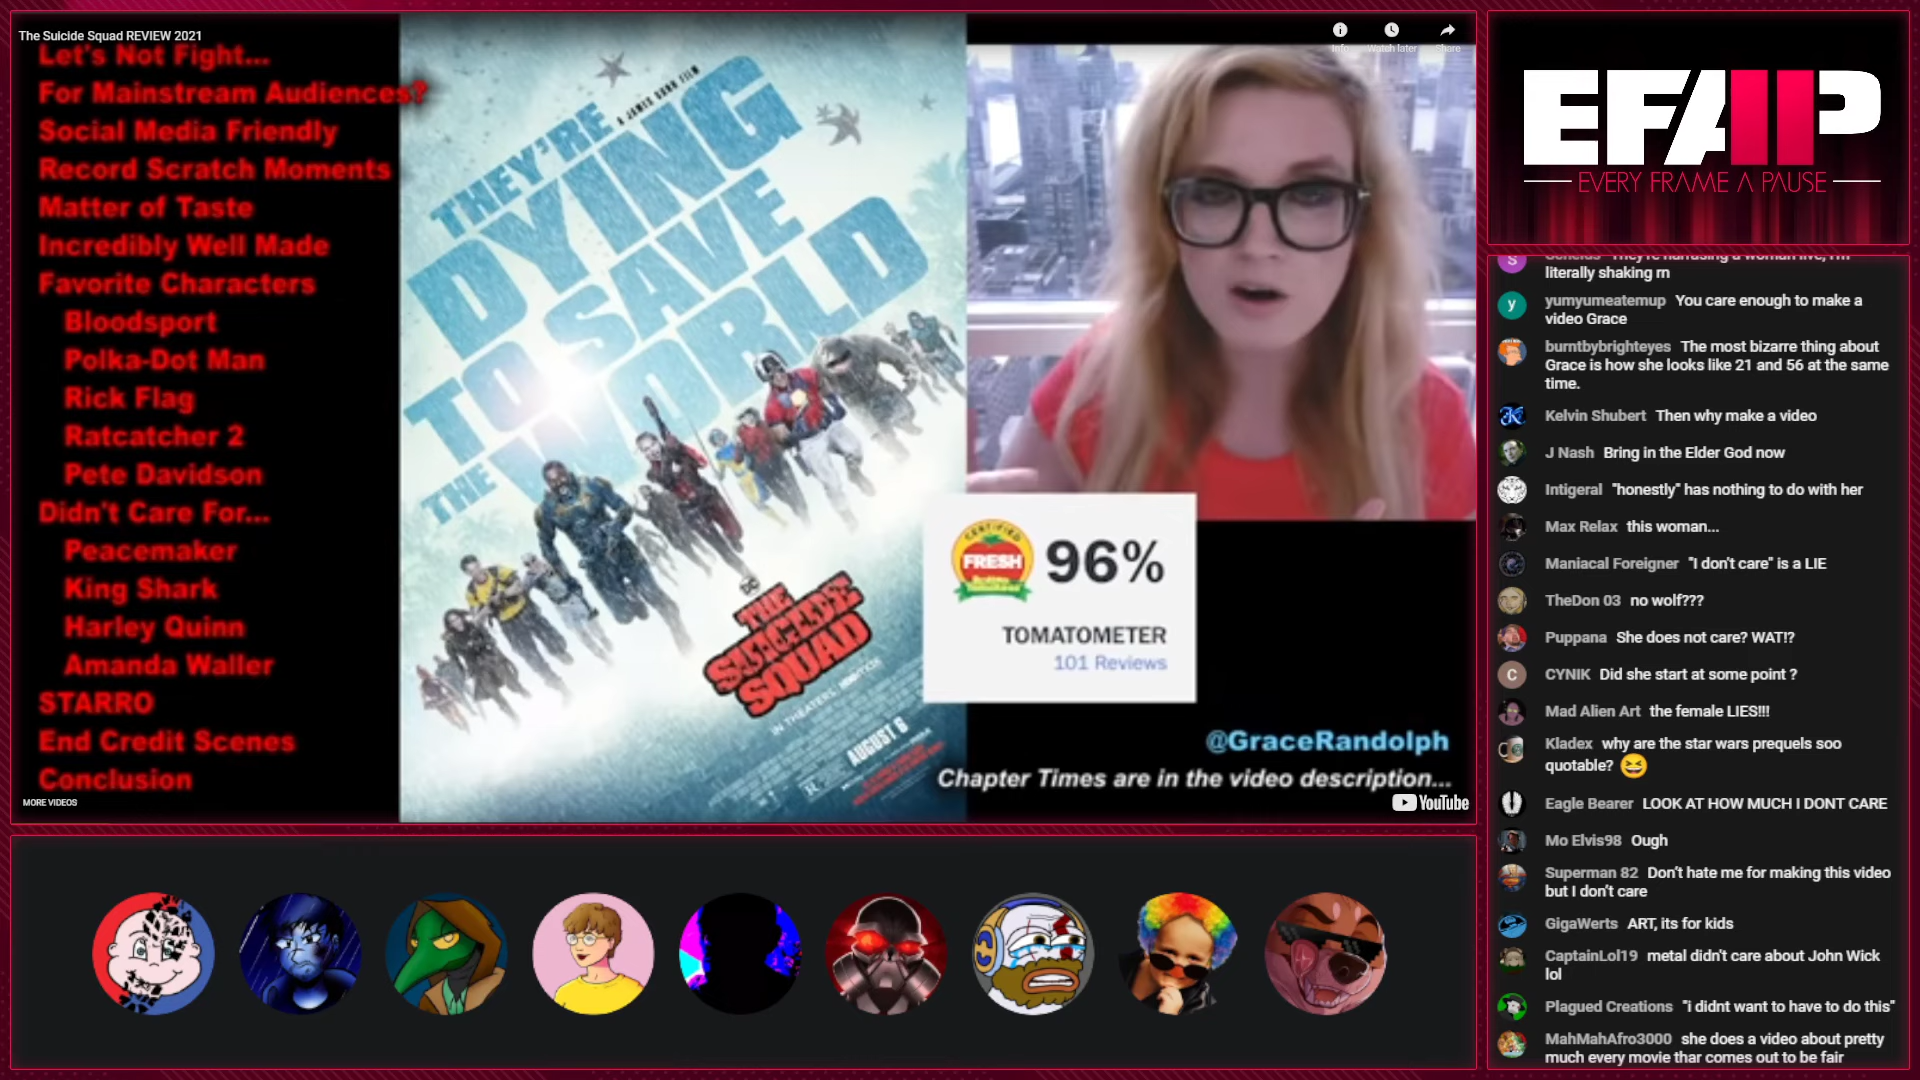 The Suicide Squad REVIEW 2021
Info
Watch later
Share
Let's Not Fight...
For Mainstream Audiences?
Social Media Friendly
Record Scratch Moments
Matter of Taste
Incredibly Well Made
Favorite Characters
Bloodsport
Polka-Dot Man
Rick Flag
Ratcatcher 2
Pete Davidson
Didn't Care For...
Peacemaker
King Shark
Harley Quinn
Amanda Waller
STARRO
End Credit Scenes
Conclusion
MORE VIDEOS
A JAMES GUNN FILM
THEY'RE
DYING
TO SAVE
THE WORLD
DC
THE
SUICIDE
SQUAD
IN THEATERS, HBOMAX
AUGUST 6
CERTIFIED
FRESH
96%
TOMATOMETER
101 Reviews
@GraceRandolph
Chapter Times are in the video description...
YouTube
EFAP
EVERY FRAME A PAUSE
S
literally shaking rn
y
yumyumeatemup You care enough to make a
video Grace
burntbybrighteyes The most bizarre thing about
Grace is how she looks like 21 and 56 at the same
time.
Kelvin Shubert Then why make a video
J Nash Bring in the Elder God now
Intigeral "honestly" has nothing to do with her
Max Relax this woman...
Maniacal Foreigner "I don't care" is a LIE
TheDon 03 no wolf???
Puppana She does not care? WAT!?
C
CYNIK Did she start at some point ?
Mad Alien Art the female LIES!!!
Kladex why are the star wars prequels soo
quotable? 😆
Eagle Bearer LOOK AT HOW MUCH I DONT CARE
Mo Elvis98 Ough
Superman 82 Don't hate me for making this video
but I don't care
GigaWerts ART, its for kids
CaptainLol19 metal didn't care about John Wick
lol
Plagued Creations "i didnt want to have to do this"
MahMahAfro3000 she does a video about pretty
much every movie thar comes out to be fair